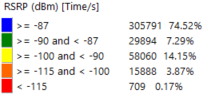 RSRP (dBm) [Time/s]
>= -87 305791 74.52%
>= -90 and < -87 29894 7.29%
>= -100 and < -90 58060 14.15%
>= -115 and < -100 15888 3.87%
< -115 709 0.17%